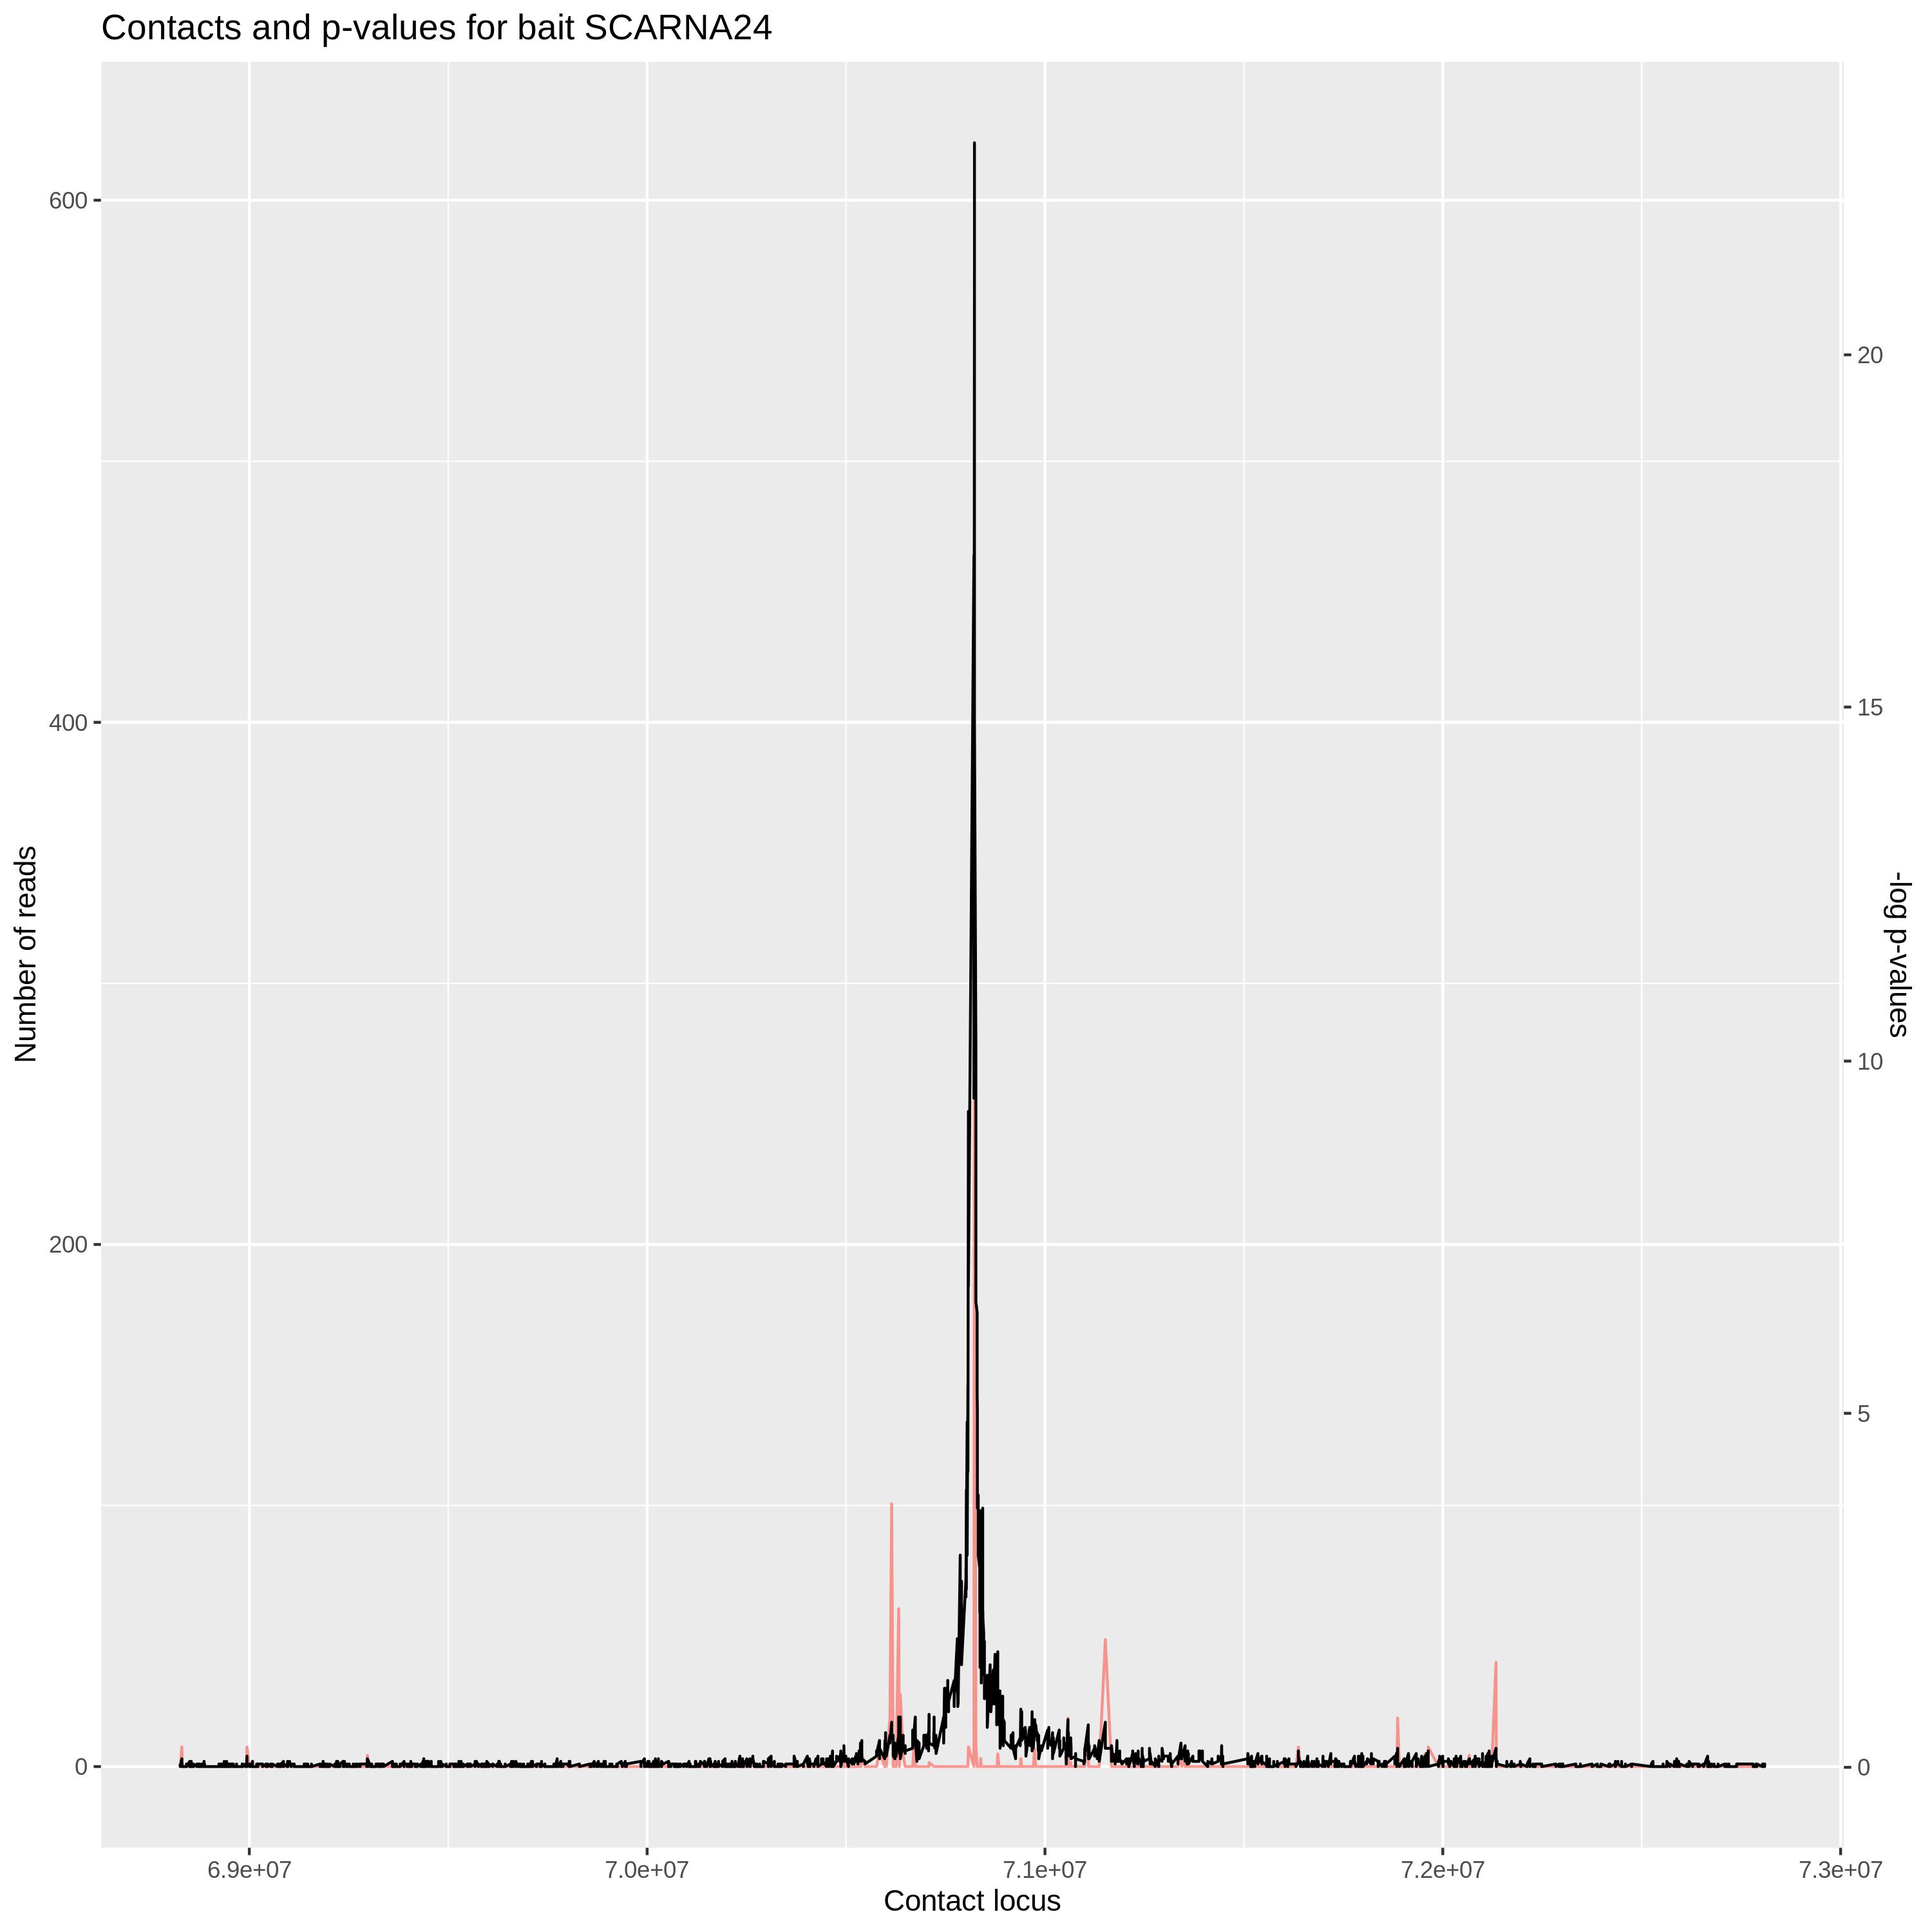 Contacts and p-values for bait SCARNA24
600
400
200
0
Number of reads
20
15
10
5
0
-log p-values
6.9e+07
7.0e+07
7.1e+07
7.2e+07
7.3e+07
Contact locus